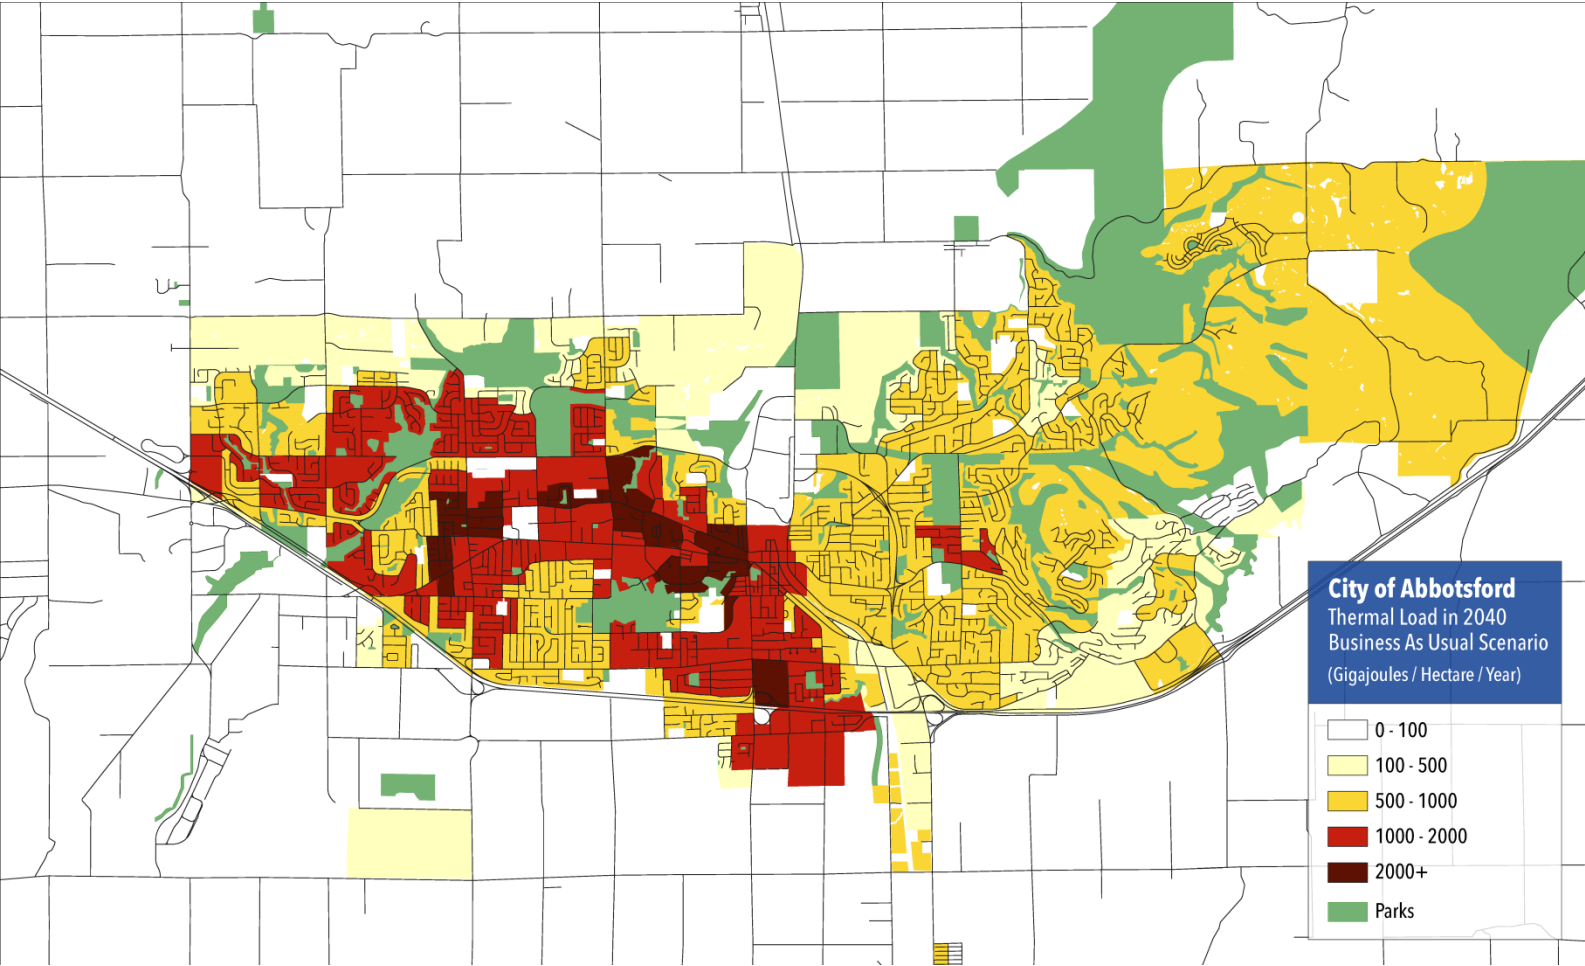 City of Abbotsford
Thermal Load in 2040
Business As Usual Scenario
(Gigajoules / Hectare / Year)
0 - 100
100 - 500
500 - 1000
1000 - 2000
2000+
Parks